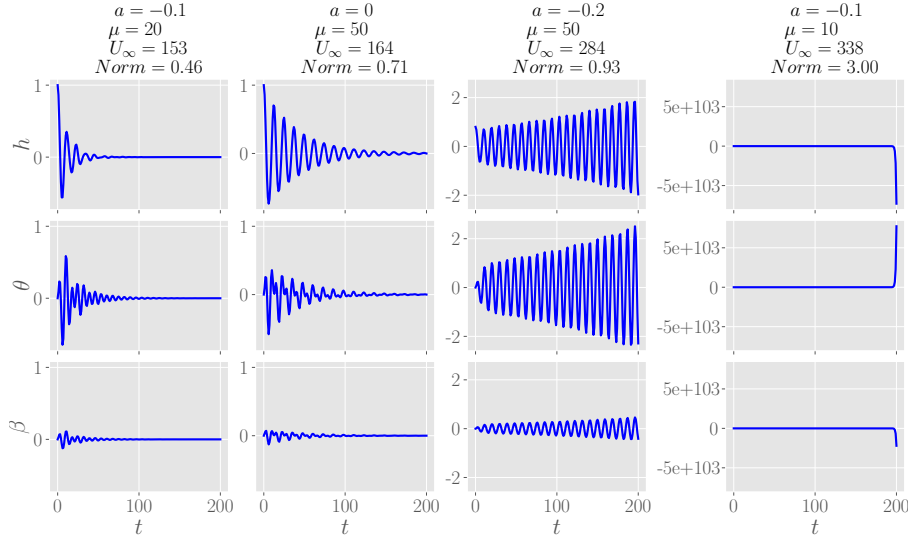 a = −0.1
μ = 20
U∞ = 153
Norm = 0.46
a = 0
μ = 50
U∞ = 164
Norm = 0.71
a = −0.2
μ = 50
U∞ = 284
Norm = 0.93
a = −0.1
μ = 10
U∞ = 338
Norm = 3.00
h
1
0
1
0
2
0
-2
5e+103
0
-5e+103
θ
1
0
1
0
2
0
-2
5e+103
0
-5e+103
β
1
0
1
0
2
0
-2
5e+103
0
-5e+103
0 100 200
t
0 100 200
t
0 100 200
t
0 100 200
t